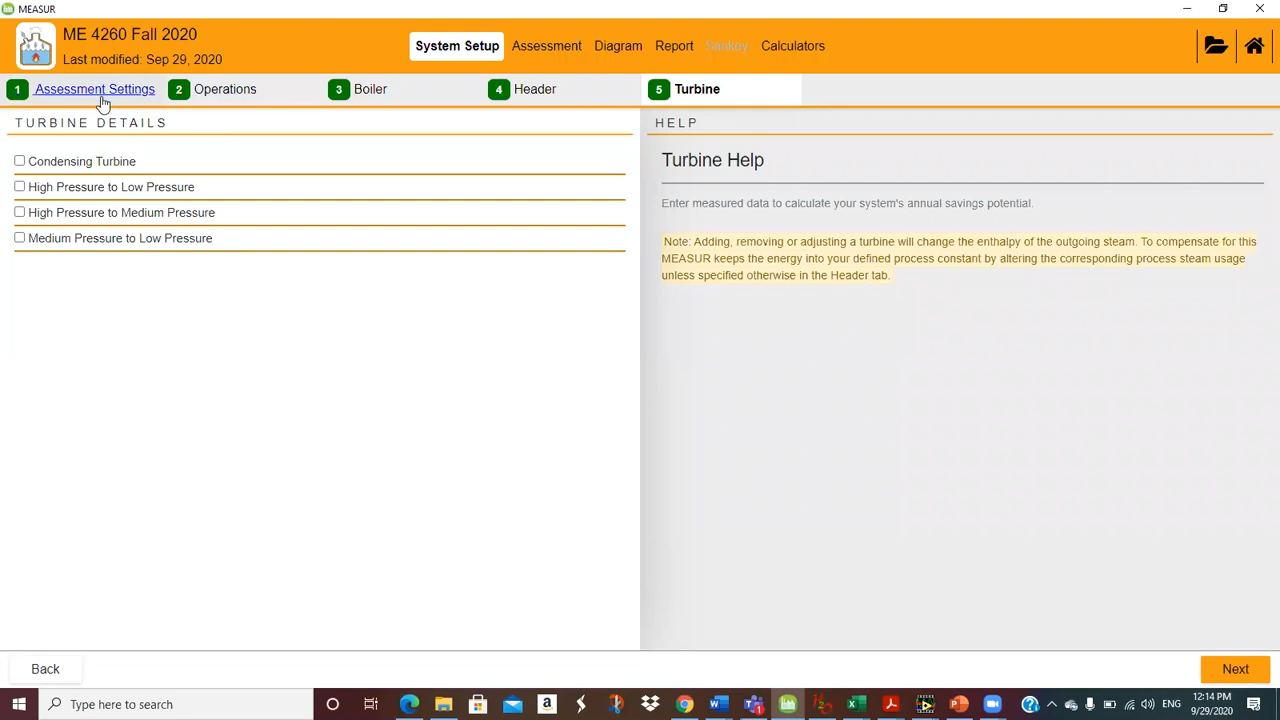 MEASUR
ME 4260 Fall 2020
Last modified: Sep 29, 2020
System Setup
Assessment
Diagram
Report
Sankey
Calculators
1 Assessment Settings
2 Operations
3 Boiler
4 Header
5 Turbine
TURBINE DETAILS
Condensing Turbine
High Pressure to Low Pressure
High Pressure to Medium Pressure
Medium Pressure to Low Pressure
HELP
Turbine Help
Enter measured data to calculate your system's annual savings potential.
Note: Adding, removing or adjusting a turbine will change the enthalpy of the outgoing steam. To compensate for this
MEASUR keeps the energy into your defined process constant by altering the corresponding process steam usage
unless specified otherwise in the Header tab.
Back
Next
Type here to search
ENG
12:14 PM
9/29/2020